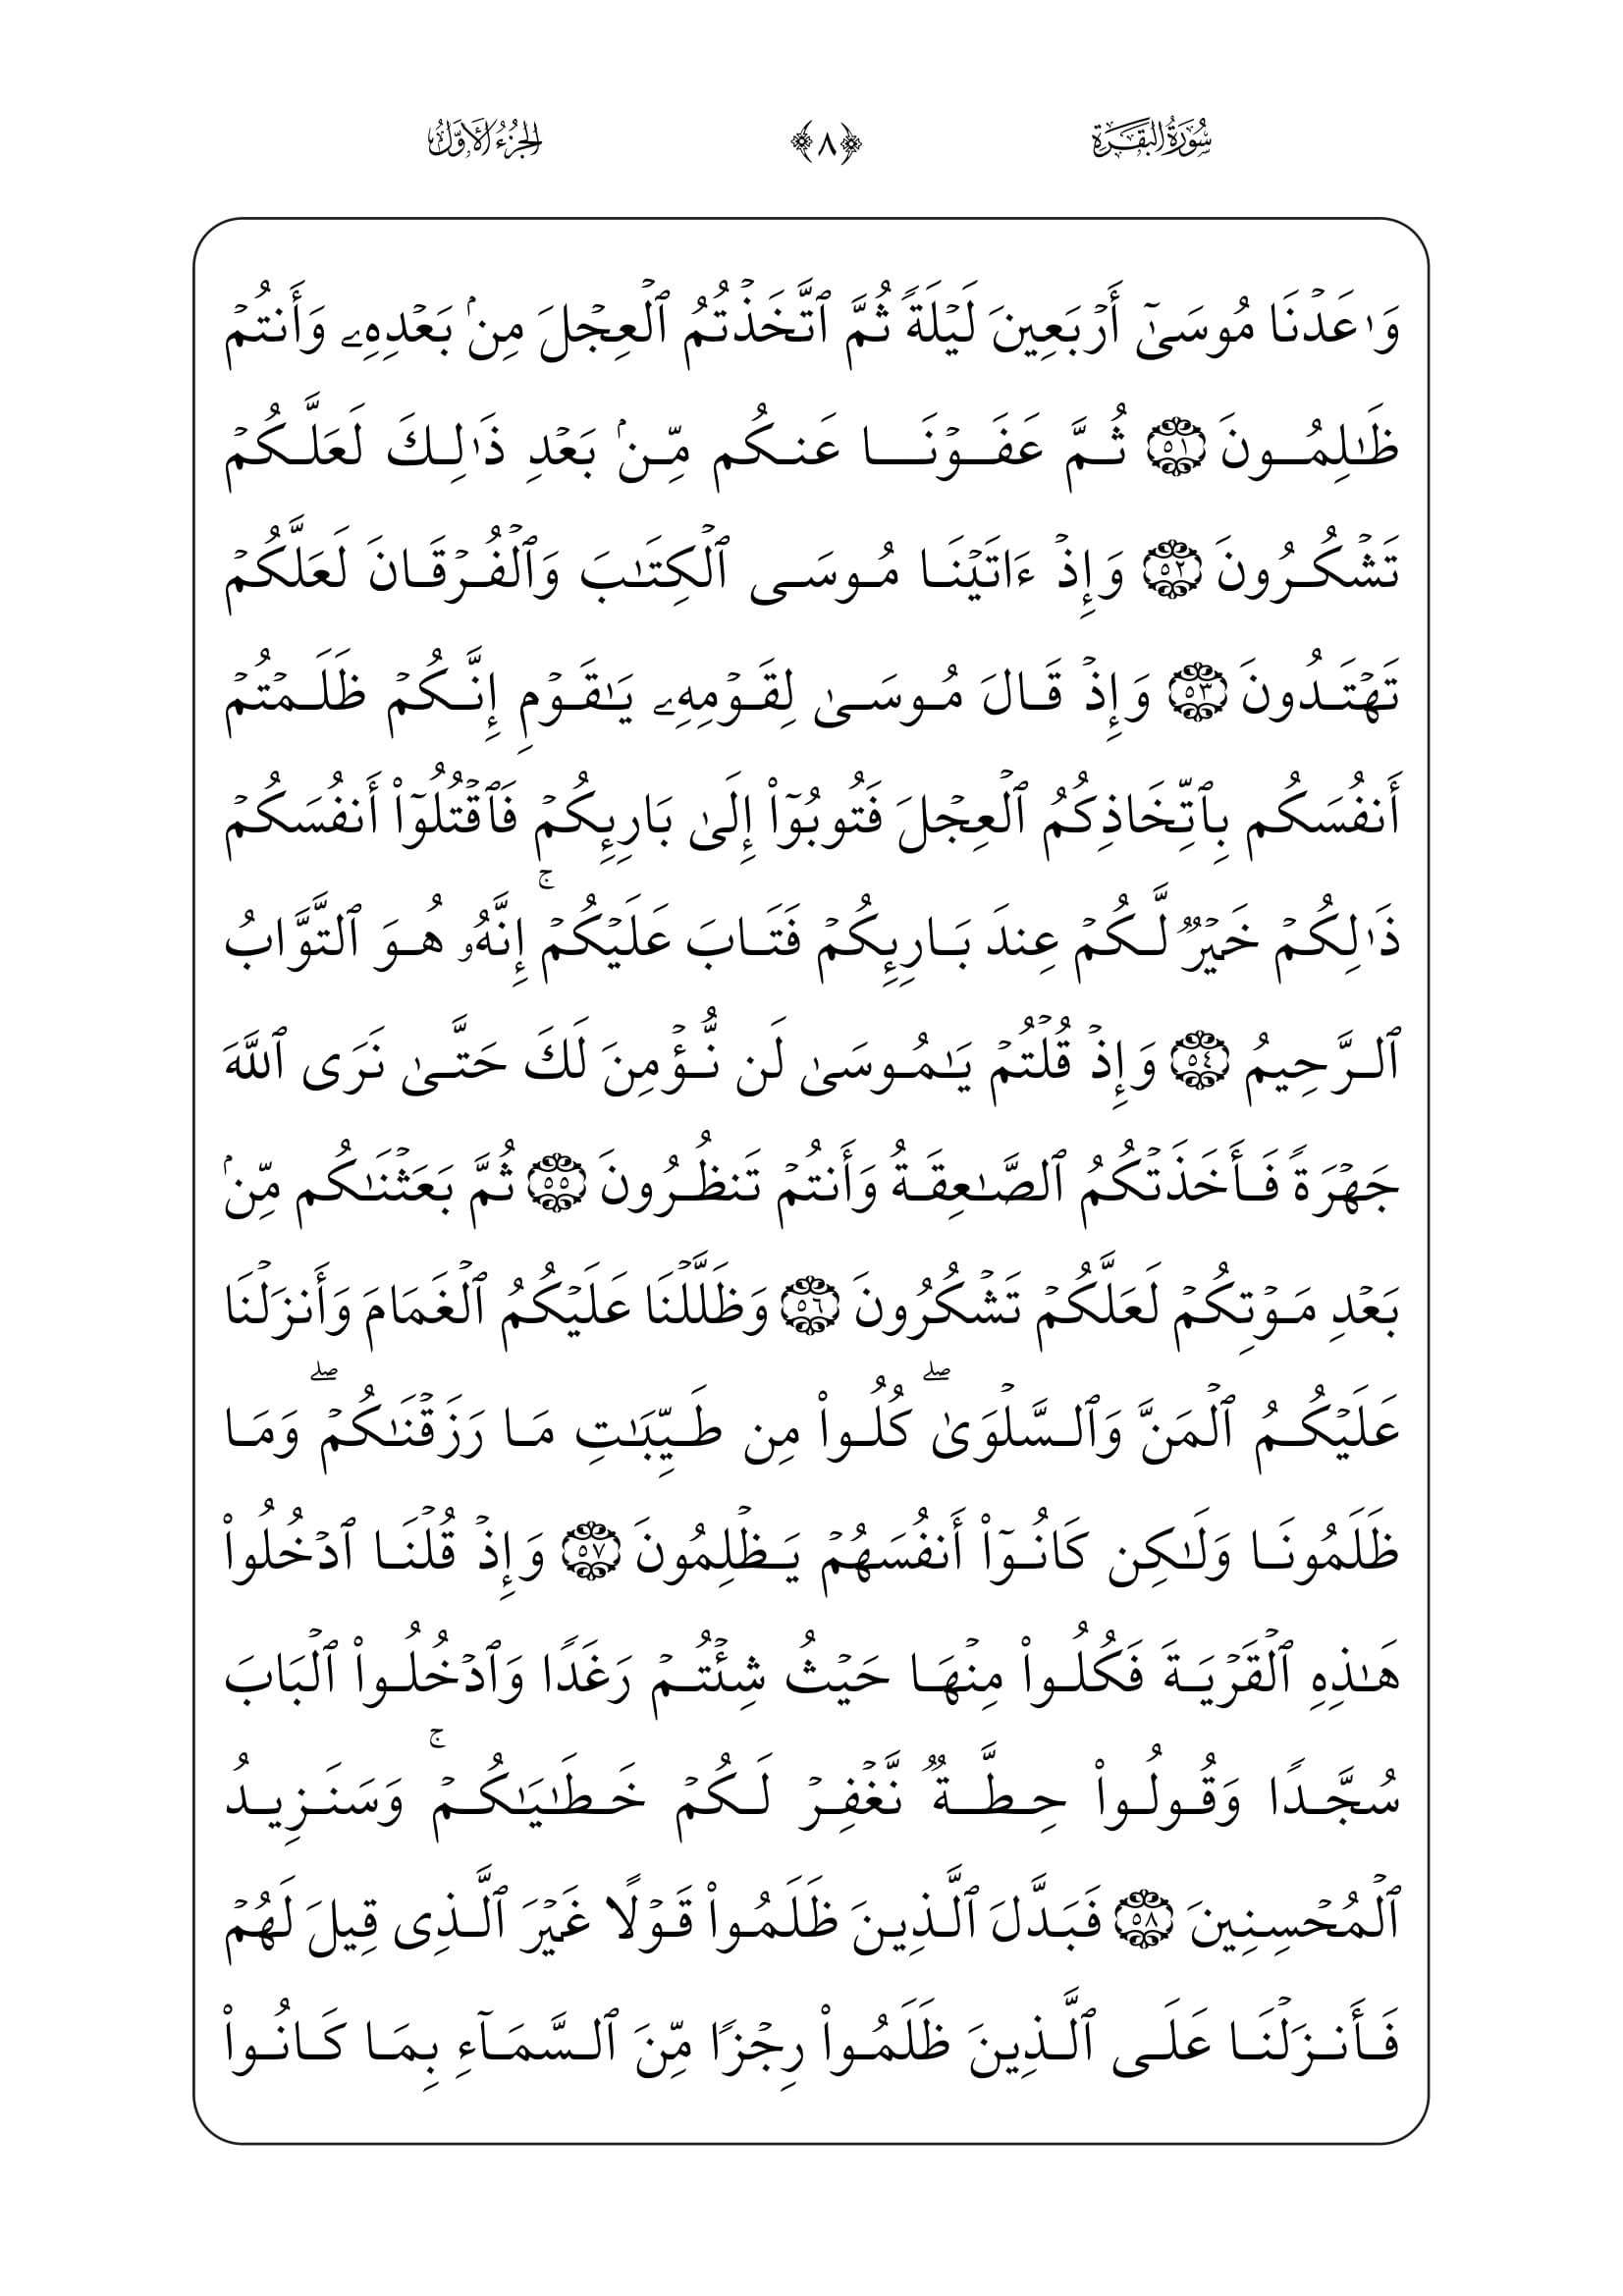 سُورَةُ البَقَرَةِ ﴿٨﴾ الجُزْءُ الأَوَّلُ
وَٰعَدۡنَا مُوسَىٰٓ أَرۡبَعِينَ لَيۡلَةٗ ثُمَّ ٱتَّخَذۡتُمُ ٱلۡعِجۡلَ مِنۢ بَعۡدِهِۦ وَأَنتُمۡ
ظَٰلِمُونَ ٥١ ثُمَّ عَفَوۡنَا عَنكُم مِّنۢ بَعۡدِ ذَٰلِكَ لَعَلَّكُمۡ
تَشۡكُرُونَ ٥٢ وَإِذۡ ءَاتَيۡنَا مُوسَى ٱلۡكِتَٰبَ وَٱلۡفُرۡقَانَ لَعَلَّكُمۡ
تَهۡتَدُونَ ٥٣ وَإِذۡ قَالَ مُوسَىٰ لِقَوۡمِهِۦ يَٰقَوۡمِ إِنَّكُمۡ ظَلَمۡتُمۡ
أَنفُسَكُم بِٱتِّخَاذِكُمُ ٱلۡعِجۡلَ فَتُوبُوٓاْ إِلَىٰ بَارِئِكُمۡ فَٱقۡتُلُوٓاْ أَنفُسَكُمۡ
ذَٰلِكُمۡ خَيۡرٞ لَّكُمۡ عِندَ بَارِئِكُمۡ فَتَابَ عَلَيۡكُمۡۚ إِنَّهُۥ هُوَ ٱلتَّوَّابُ
ٱلرَّحِيمُ ٥٤ وَإِذۡ قُلۡتُمۡ يَٰمُوسَىٰ لَن نُّؤۡمِنَ لَكَ حَتَّىٰ نَرَى ٱللَّهَ
جَهۡرَةٗ فَأَخَذَتۡكُمُ ٱلصَّٰعِقَةُ وَأَنتُمۡ تَنظُرُونَ ٥٥ ثُمَّ بَعَثۡنَٰكُم مِّنۢ
بَعۡدِ مَوۡتِكُمۡ لَعَلَّكُمۡ تَشۡكُرُونَ ٥٦ وَظَلَّلۡنَا عَلَيۡكُمُ ٱلۡغَمَامَ وَأَنزَلۡنَا
عَلَيۡكُمُ ٱلۡمَنَّ وَٱلسَّلۡوَىٰۖ كُلُواْ مِن طَيِّبَٰتِ مَا رَزَقۡنَٰكُمۡۖ وَمَا
ظَلَمُونَا وَلَٰكِن كَانُوٓاْ أَنفُسَهُمۡ يَظۡلِمُونَ ٥٧ وَإِذۡ قُلۡنَا ٱدۡخُلُواْ
هَٰذِهِ ٱلۡقَرۡيَةَ فَكُلُواْ مِنۡهَا حَيۡثُ شِئۡتُمۡ رَغَدٗا وَٱدۡخُلُواْ ٱلۡبَابَ
سُجَّدٗا وَقُولُواْ حِطَّةٞ نَّغۡفِرۡ لَكُمۡ خَطَٰيَٰكُمۡۚ وَسَنَزِيدُ
ٱلۡمُحۡسِنِينَ ٥٨ فَبَدَّلَ ٱلَّذِينَ ظَلَمُواْ قَوۡلًا غَيۡرَ ٱلَّذِى قِيلَ لَهُمۡ
فَأَنزَلۡنَا عَلَى ٱلَّذِينَ ظَلَمُواْ رِجۡزٗا مِّنَ ٱلسَّمَآءِ بِمَا كَانُواْ